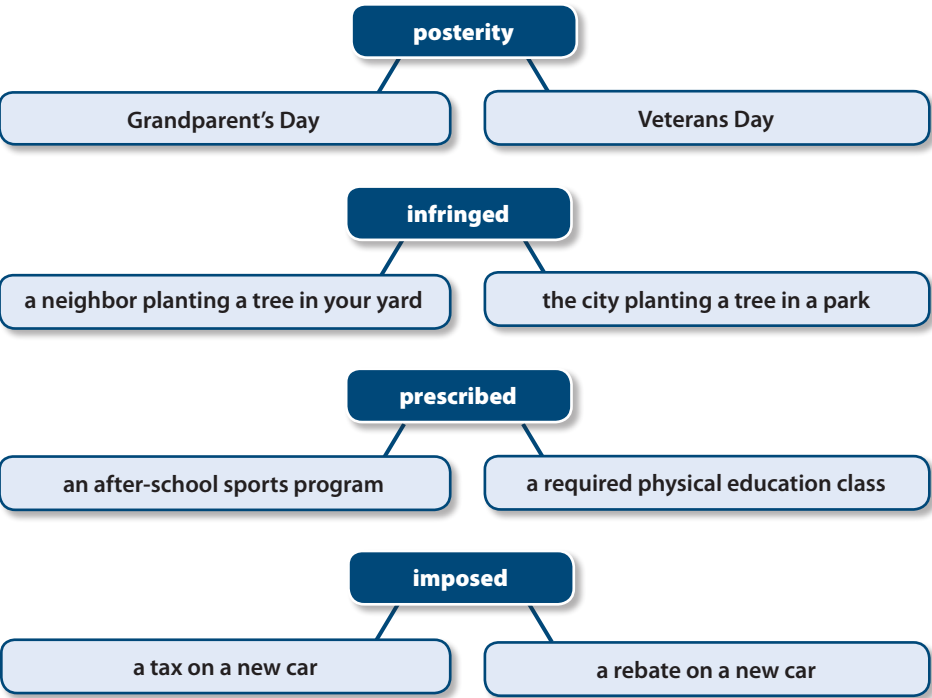 posterity
Grandparent's Day
Veterans Day
infringed
a neighbor planting a tree in your yard
the city planting a tree in a park
prescribed
an after-school sports program
a required physical education class
imposed
a tax on a new car
a rebate on a new car